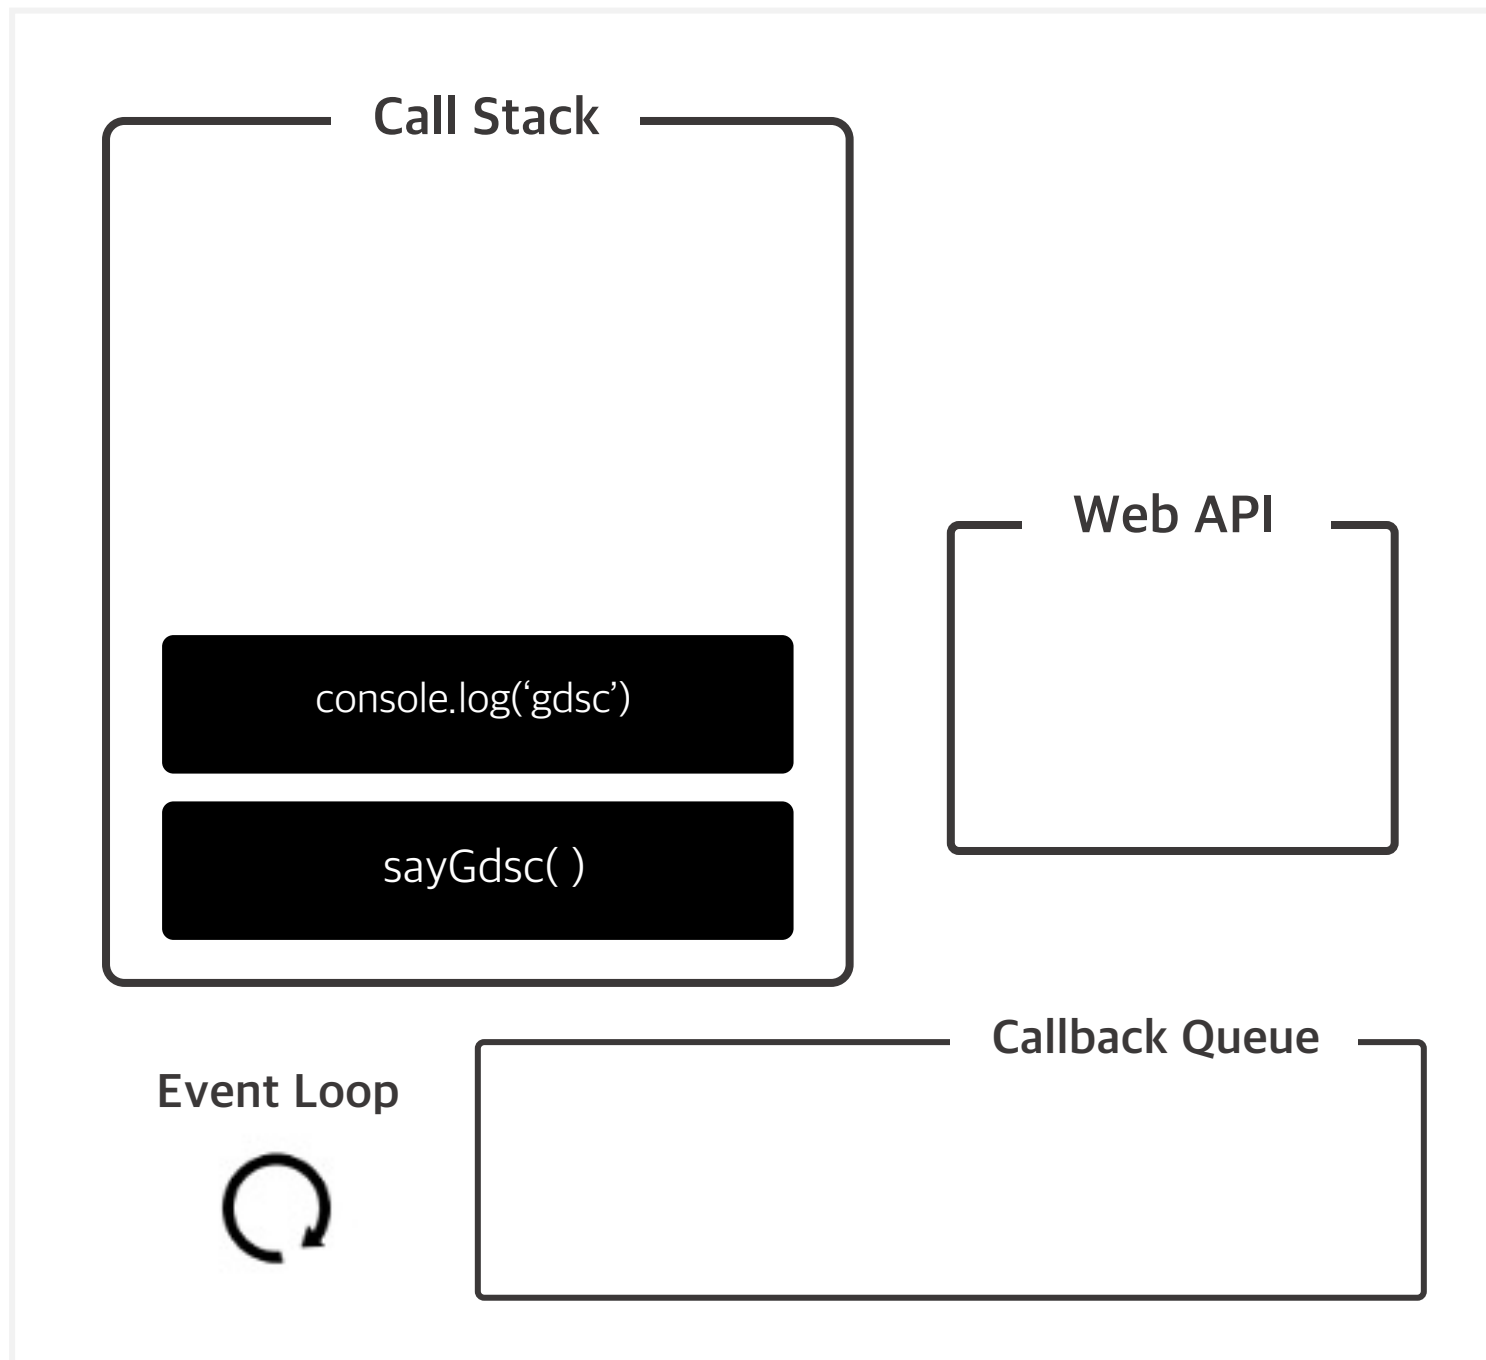 Call Stack
Web API
console.log(‘gdsc’)
sayGdsc( )
Callback Queue
Event Loop